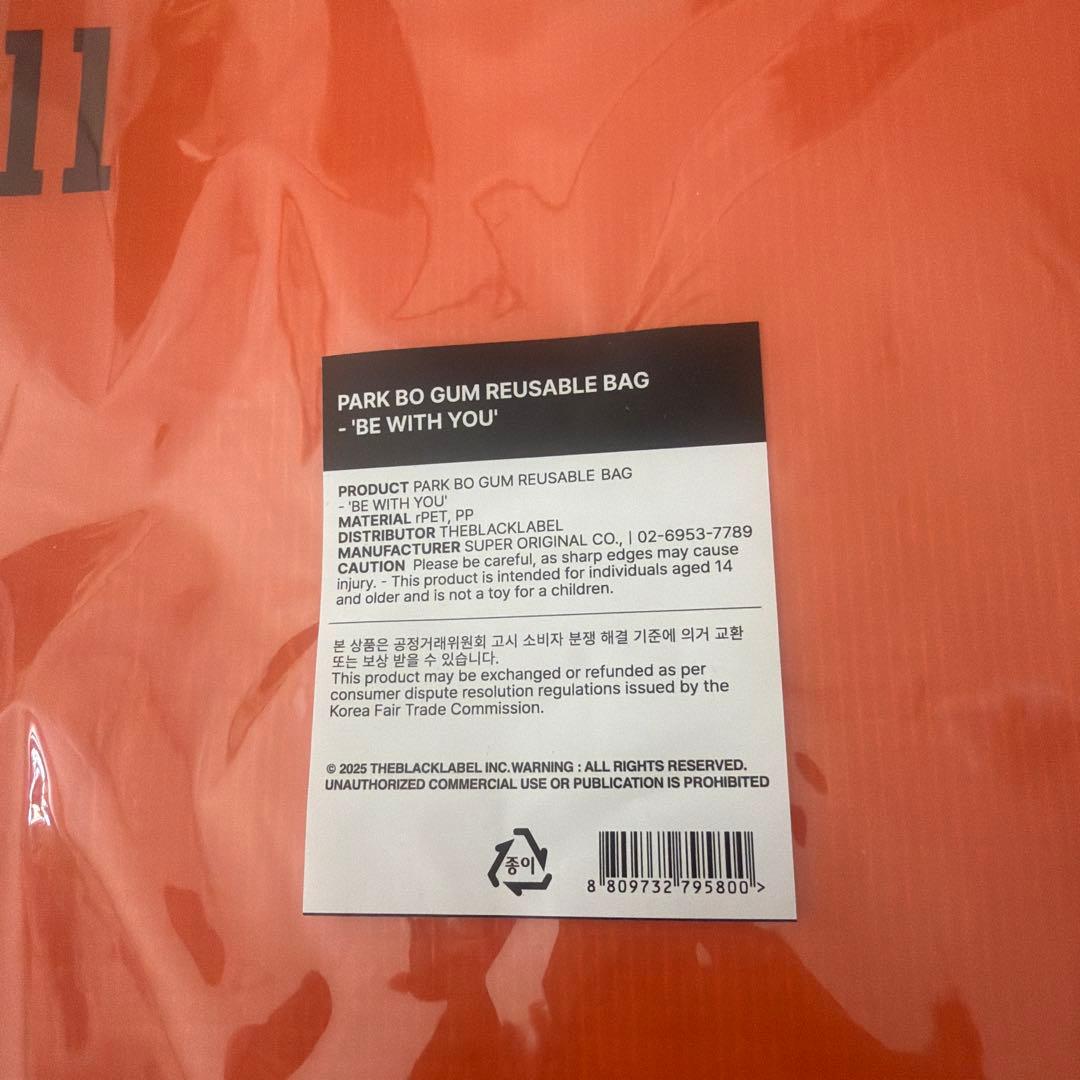 11
PARK BO GUM REUSABLE BAG
- 'BE WITH YOU'
PRODUCT PARK BO GUM REUSABLE BAG
- 'BE WITH YOU'
MATERIAL rPET, PP
DISTRIBUTOR THEBLACKLABEL
MANUFACTURER SUPER ORIGINAL CO., | 02-6953-7789
CAUTION Please be careful, as sharp edges may cause
injury. - This product is intended for individuals aged 14
and older and is not a toy for a children.
본 상품은 공정거래위원회 고시 소비자 분쟁 해결 기준에 의거 교환
또는 보상 받을 수 있습니다.
This product may be exchanged or refunded as per
consumer dispute resolution regulations issued by the
Korea Fair Trade Commission.
© 2025 THEBLACKLABEL INC.WARNING : ALL RIGHTS RESERVED.
UNAUTHORIZED COMMERCIAL USE OR PUBLICATION IS PROHIBITED
종이
8 809732 795800 >